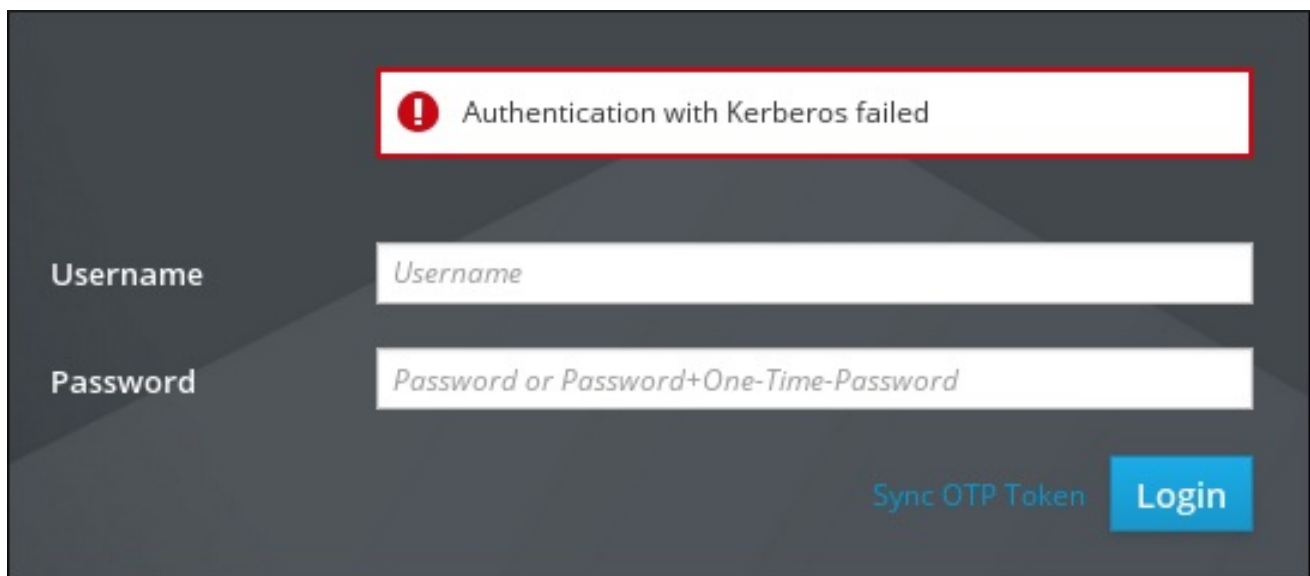 Authentication with Kerberos failed
Username
Username
Password
Password or Password+One-Time-Password
Sync OTP Token
Login